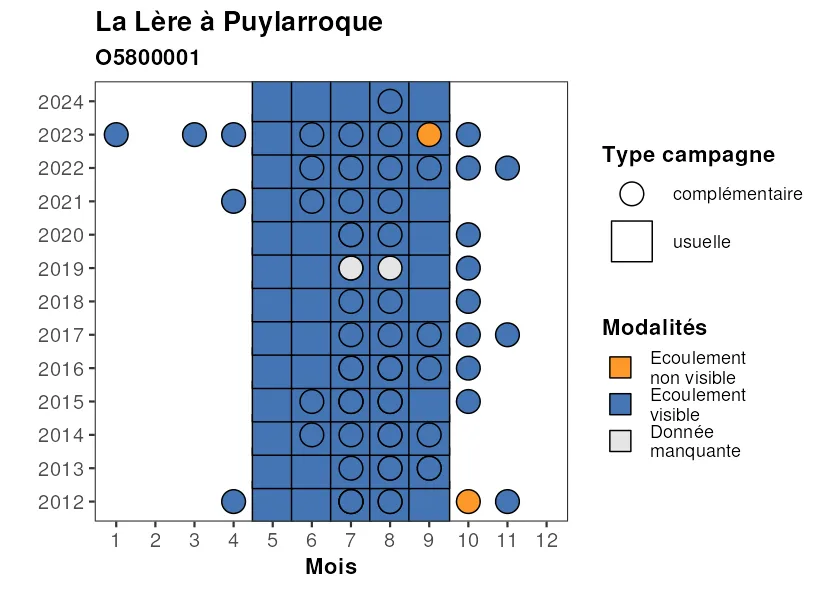 La Lère à Puylarroque
O5800001
2024
2023
2022
2021
2020
2019
2018
2017
2016
2015
2014
2013
2012
1 2 3 4 5 6 7 8 9 10 11 12
Mois
Type campagne
complémentaire
usuelle
Modalités
Ecoulement
non visible
Ecoulement
visible
Donnée
manquante